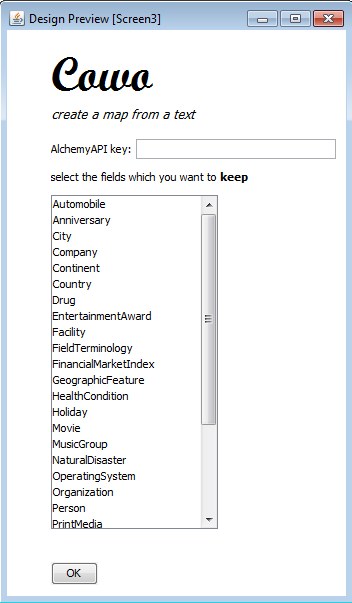 Design Preview [Screen3]
Cowo
create a map from a text
AlchemyAPI key:
select the fields which you want to keep
Automobile
Anniversary
City
Company
Continent
Country
Drug
EntertainmentAward
Facility
FieldTerminology
FinancialMarketIndex
GeographicFeature
HealthCondition
Holiday
Movie
MusicGroup
NaturalDisaster
OperatingSystem
Organization
Person
PrintMedia
OK